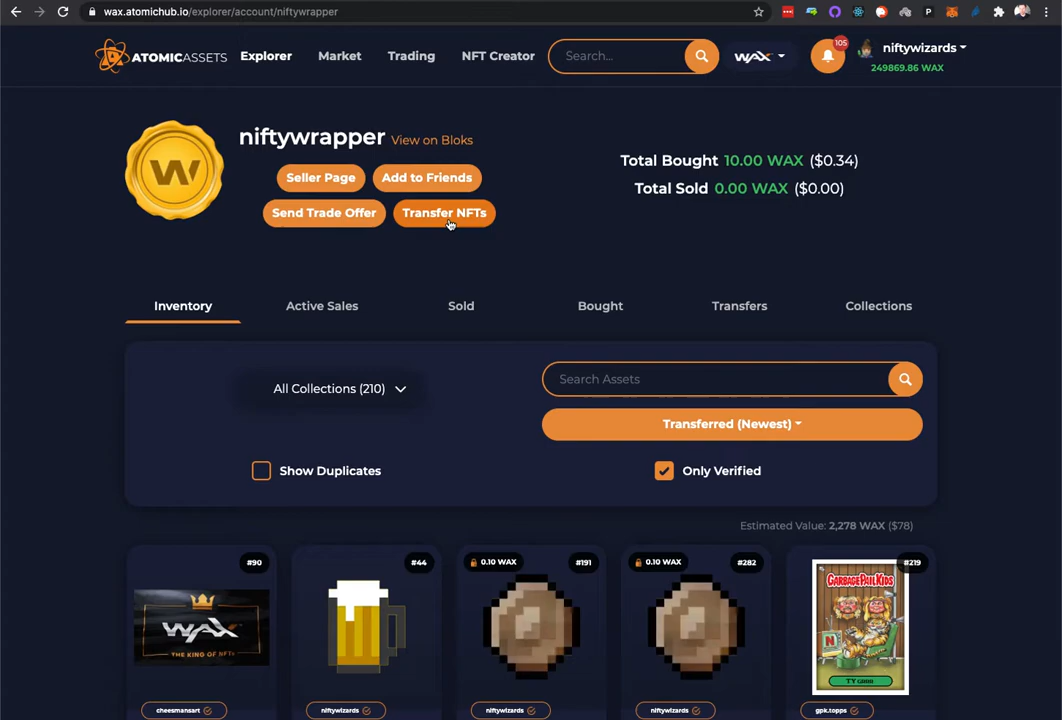 wax.atomichub.io/explorer/account/niftywrapper
ATOMICASSETS
Explorer
Market
Trading
NFT Creator
Search...
WAX
105
niftywizards
249869.86 WAX
W
niftywrapper View on Bloks
Seller Page
Add to Friends
Send Trade Offer
Transfer NFTs
Total Bought 10.00 WAX ($0.34)
Total Sold 0.00 WAX ($0.00)
Inventory
Active Sales
Sold
Bought
Transfers
Collections
All Collections (210)
Search Assets
Transferred (Newest)
Show Duplicates
Only Verified
Estimated Value: 2,278 WAX ($78)
#90
WAX
THE KING OF NFTs
cheesmansart
#44
niftywizards
0.10 WAX
#191
niftywizards
0.10 WAX
#282
niftywizards
#219
GARBAGE PAIL KIDS
N
gpk.topps